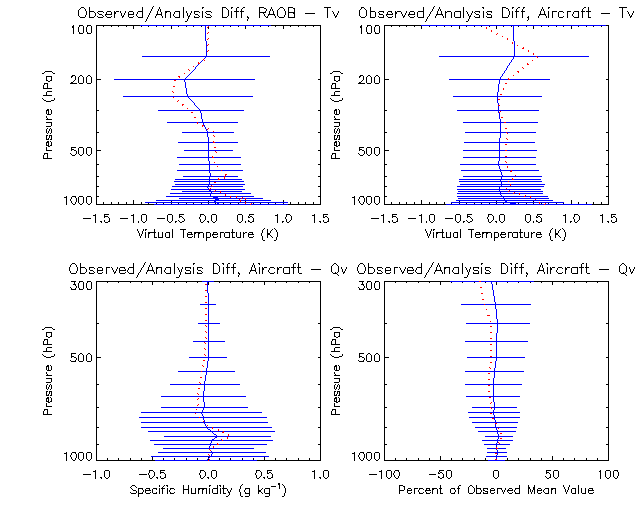 Observed/Analysis Diff, RAOB − Tv
Observed/Analysis Diff, Aircraft − Tv
100
200
500
1000
Pressure (hPa)
−1.5 −1.0 −0.5 0.0 0.5 1.0 1.5
Virtual Temperature (K)
100
200
500
1000
Pressure (hPa)
−1.5 −1.0 −0.5 0.0 0.5 1.0 1.5
Virtual Temperature (K)
Observed/Analysis Diff, Aircraft − Qv
Observed/Analysis Diff, Aircraft − Qv
300
500
1000
Pressure (hPa)
−1.0 −0.5 0.0 0.5 1.0
Specific Humidity (g kg⁻¹)
300
500
1000
Pressure (hPa)
−100 −50 0 50 100
Percent of Observed Mean Value